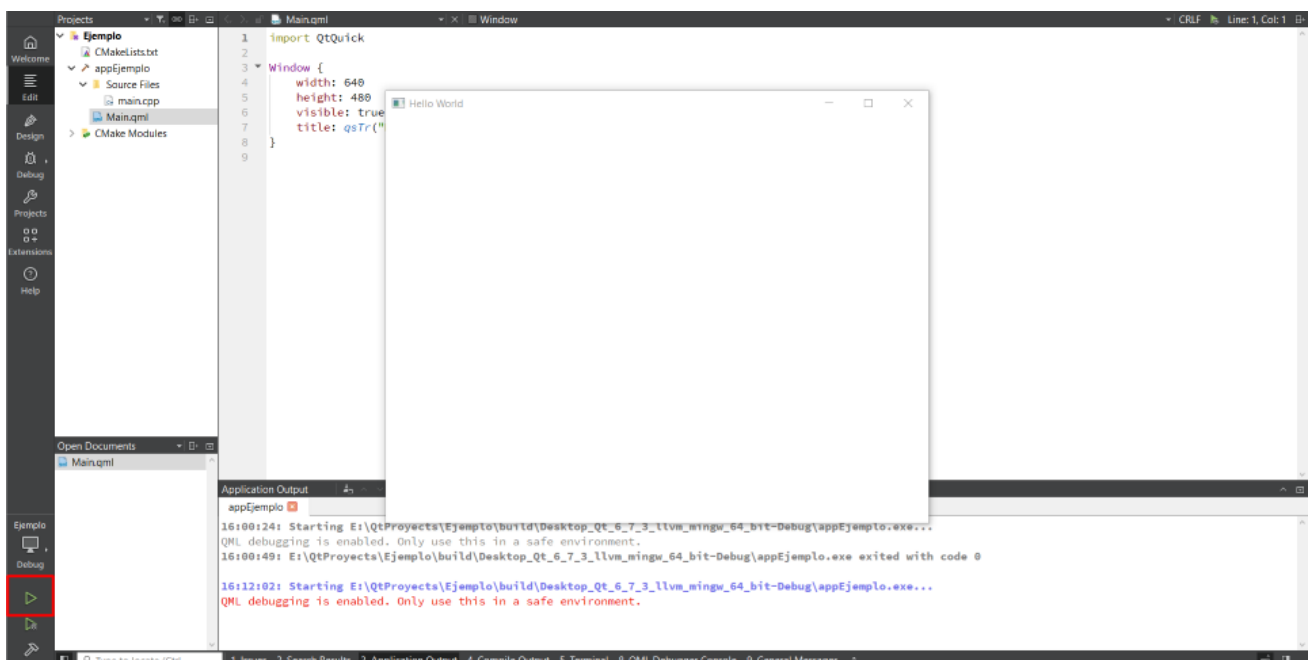 Projects
Main.qml
Window
CRLF
Line: 1, Col: 1
Welcome
Edit
Design
Debug
Projects
Extensions
Help
Ejemplo
CMakeLists.txt
appEjemplo
Source Files
main.cpp
Main.qml
CMake Modules
1 import QtQuick
2
3 Window {
4 width: 640
5 height: 480
6 visible: true
7 title: qsTr("
8 }
9
Hello World
Open Documents
Main.qml
Application Output
appEjemplo
16:00:24: Starting E:\QtProyects\Ejemplo\build\Desktop_Qt_6_7_3_llvm_mingw_64_bit-Debug\appEjemplo.exe...
QML debugging is enabled. Only use this in a safe environment.
16:00:49: E:\QtProyects\Ejemplo\build\Desktop_Qt_6_7_3_llvm_mingw_64_bit-Debug\appEjemplo.exe exited with code 0
16:12:02: Starting E:\QtProyects\Ejemplo\build\Desktop_Qt_6_7_3_llvm_mingw_64_bit-Debug\appEjemplo.exe...
QML debugging is enabled. Only use this in a safe environment.
Ejemplo
Debug